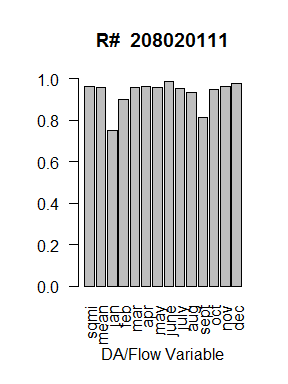 R#  208020111
1.0
0.8
0.6
0.4
0.2
0.0
sqmi
mean
jan
feb
mar
apr
may
june
july
aug
sept
oct
nov
dec
DA/Flow Variable